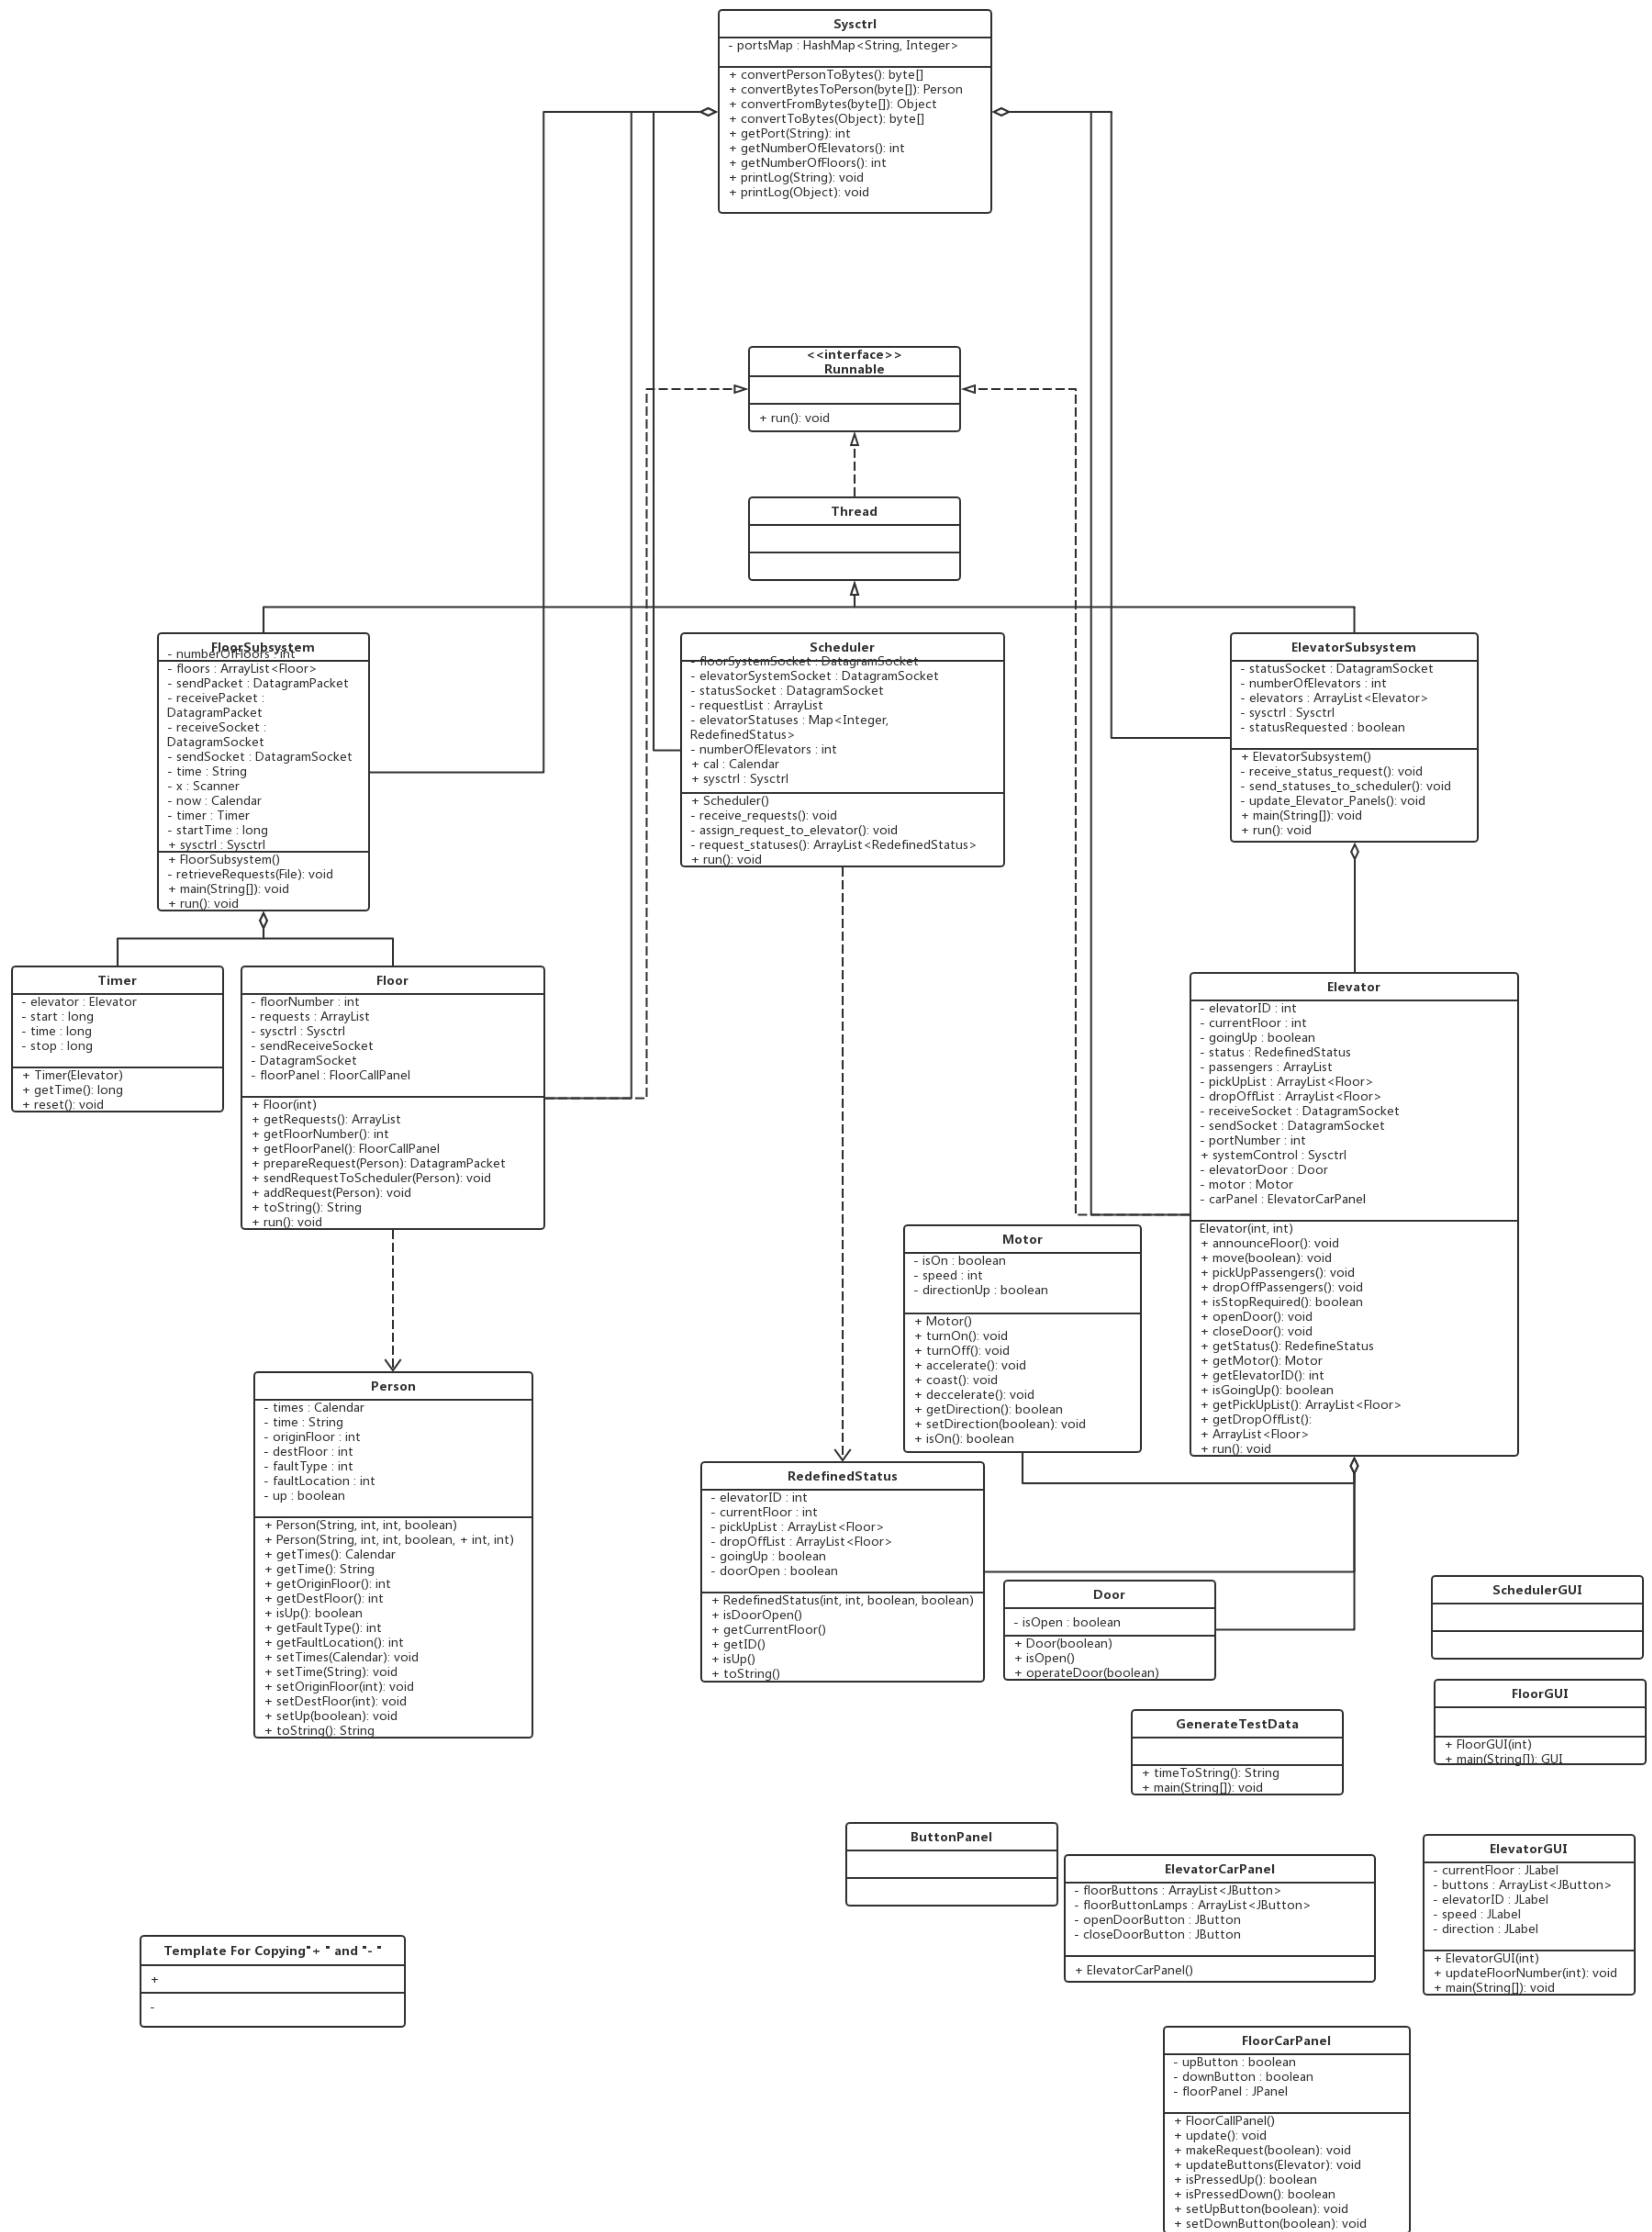 Sysctrl
- portsMap : HashMap<String, Integer>
+ convertPersonToBytes(): byte[]
+ convertBytesToPerson(byte[]): Person
+ convertFromBytes(byte[]): Object
+ convertToBytes(Object): byte[]
+ getPort(String): int
+ getNumberOfElevators(): int
+ getNumberOfFloors(): int
+ printLog(String): void
+ printLog(Object): void
<<interface>>
Runnable
+ run(): void
Thread
FloorSubsystem
- numberOfFloors : int
- floors : ArrayList<Floor>
- sendPacket : DatagramPacket
- receivePacket :
DatagramPacket
- receiveSocket :
DatagramSocket
- sendSocket : DatagramSocket
- time : String
- x : Scanner
- now : Calendar
- timer : Timer
- startTime : long
+ sysctrl : Sysctrl
+ FloorSubsystem()
- retrieveRequests(File): void
+ main(String[]): void
+ run(): void
Scheduler
- floorSystemSocket : DatagramSocket
- elevatorSystemSocket : DatagramSocket
- statusSocket : DatagramSocket
- requestList : ArrayList
- elevatorStatuses : Map<Integer,
RedefinedStatus>
- numberOfElevators : int
+ cal : Calendar
+ sysctrl : Sysctrl
+ Scheduler()
- receive_requests(): void
- assign_request_to_elevator(): void
- request_statuses(): ArrayList<RedefinedStatus>
+ run(): void
ElevatorSubsystem
- statusSocket : DatagramSocket
- numberOfElevators : int
- elevators : ArrayList<Elevator>
- sysctrl : Sysctrl
- statusRequested : boolean
+ ElevatorSubsystem()
- receive_status_request(): void
- send_statuses_to_scheduler(): void
- update_Elevator_Panels(): void
+ main(String[]): void
+ run(): void
Timer
- elevator : Elevator
- start : long
- time : long
- stop : long
+ Timer(Elevator)
+ getTime(): long
+ reset(): void
Floor
- floorNumber : int
- requests : ArrayList
- sysctrl : Sysctrl
- sendReceiveSocket
- DatagramSocket
- floorPanel : FloorCallPanel
+ Floor(int)
+ getRequests(): ArrayList
+ getFloorNumber(): int
+ getFloorPanel(): FloorCallPanel
+ prepareRequest(Person): DatagramPacket
+ sendRequestToScheduler(Person): void
+ addRequest(Person): void
+ toString(): String
+ run(): void
Elevator
- elevatorID : int
- currentFloor : int
- goingUp : boolean
- status : RedefinedStatus
- passengers : ArrayList
- pickUpList : ArrayList<Floor>
- dropOffList : ArrayList<Floor>
- receiveSocket : DatagramSocket
- sendSocket : DatagramSocket
- portNumber : int
+ systemControl : Sysctrl
- elevatorDoor : Door
- motor : Motor
- carPanel : ElevatorCarPanel
Elevator(int, int)
+ announceFloor(): void
+ move(boolean): void
+ pickUpPassengers(): void
+ dropOffPassengers(): void
+ isStopRequired(): boolean
+ openDoor(): void
+ closeDoor(): void
+ getStatus(): RedefineStatus
+ getMotor(): Motor
+ getElevatorID(): int
+ isGoingUp(): boolean
+ getPickUpList(): ArrayList<Floor>
+ getDropOffList():
+ ArrayList<Floor>
+ run(): void
Motor
- isOn : boolean
- speed : int
- directionUp : boolean
+ Motor()
+ turnOn(): void
+ turnOff(): void
+ accelerate(): void
+ coast(): void
+ deccelerate(): void
+ getDirection(): boolean
+ setDirection(boolean): void
+ isOn(): boolean
Person
- times : Calendar
- time : String
- originFloor : int
- destFloor : int
- faultType : int
- faultLocation : int
- up : boolean
+ Person(String, int, int, boolean)
+ Person(String, int, int, boolean, + int, int)
+ getTimes(): Calendar
+ getTime(): String
+ getOriginFloor(): int
+ getDestFloor(): int
+ isUp(): boolean
+ getFaultType(): int
+ getFaultLocation(): int
+ setTimes(Calendar): void
+ setTime(String): void
+ setOriginFloor(int): void
+ setDestFloor(int): void
+ setUp(boolean): void
+ toString(): String
RedefinedStatus
- elevatorID : int
- currentFloor : int
- pickUpList : ArrayList<Floor>
- dropOffList : ArrayList<Floor>
- goingUp : boolean
- doorOpen : boolean
+ RedefinedStatus(int, int, boolean, boolean)
+ isDoorOpen()
+ getCurrentFloor()
+ getID()
+ isUp()
+ toString()
Door
- isOpen : boolean
+ Door(boolean)
+ isOpen()
+ operateDoor(boolean)
SchedulerGUI
FloorGUI
+ FloorGUI(int)
+ main(String[]): GUI
GenerateTestData
+ timeToString(): String
+ main(String[]): void
ButtonPanel
ElevatorCarPanel
- floorButtons : ArrayList<JButton>
- floorButtonLamps : ArrayList<JButton>
- openDoorButton : JButton
- closeDoorButton : JButton
+ ElevatorCarPanel()
ElevatorGUI
- currentFloor : JLabel
- buttons : ArrayList<JButton>
- elevatorID : JLabel
- speed : JLabel
- direction : JLabel
+ ElevatorGUI(int)
+ updateFloorNumber(int): void
+ main(String[]): void
Template For Copying"+ " and "- "
+
-
FloorCarPanel
- upButton : boolean
- downButton : boolean
- floorPanel : JPanel
+ FloorCallPanel()
+ update(): void
+ makeRequest(boolean): void
+ updateButtons(Elevator): void
+ isPressedUp(): boolean
+ isPressedDown(): boolean
+ setUpButton(boolean): void
+ setDownButton(boolean): void